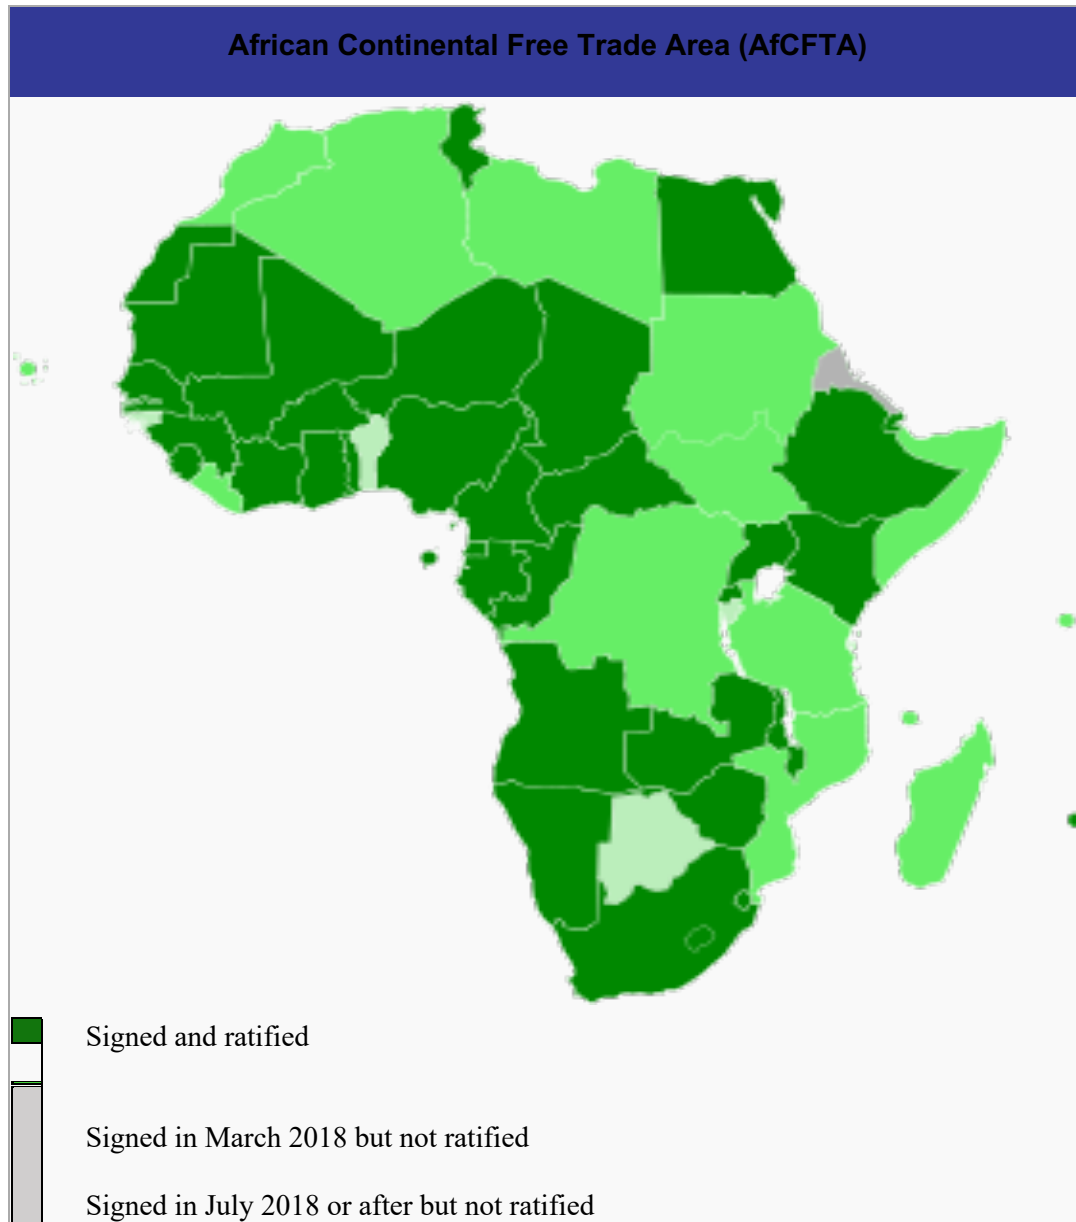 African Continental Free Trade Area (AfCFTA)
Signed and ratified
Signed in March 2018 but not ratified
Signed in July 2018 or after but not ratified